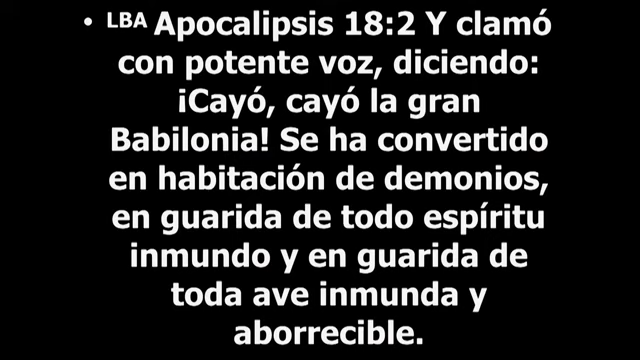 • LBA Apocalipsis 18:2 Y clamó
con potente voz, diciendo:
¡Cayó, cayó la gran
Babilonia! Se ha convertido
en habitación de demonios,
en guarida de todo espíritu
inmundo y en guarida de
toda ave inmunda y
aborrecible.